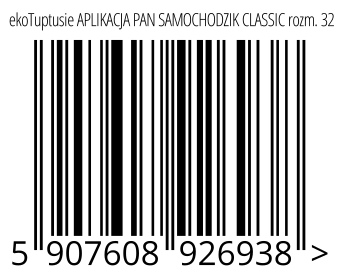 ekoTuptusie APLIKACJA PAN SAMOCHODZIK CLASSIC rozm. 32
5 907608 926938 >